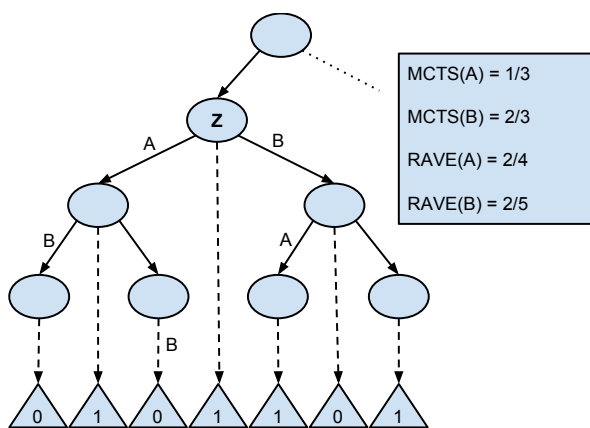 MCTS(A) = 1/3
MCTS(B) = 2/3
RAVE(A) = 2/4
RAVE(B) = 2/5
Z
A
B
B
A
B
0 1 0 1 1 0 1